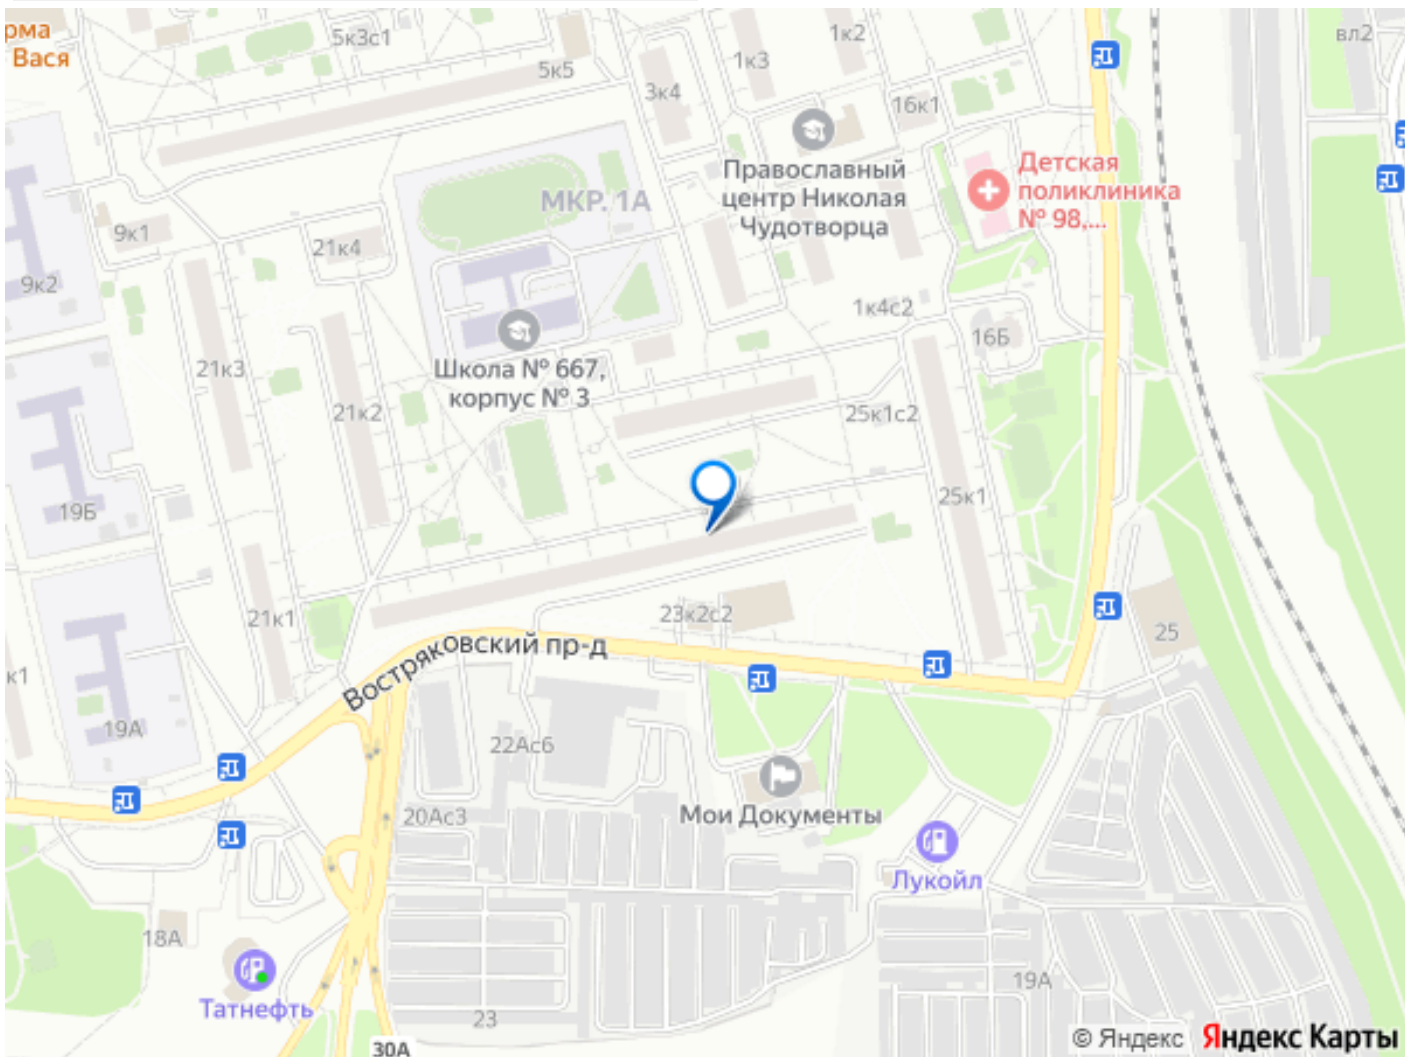 рма
Вася
5к3с1
1к2
вл2
5к5
1к3
3к4
16к1
Православный
центр Николая
Чудотворца
Детская
поликлиника
№ 98,...
МКР. 1А
9к1
21к4
9к2
1к4с2
16Б
21к3
Школа № 667,
корпус № 3
21к2
25к1с2
19Б
25к1
21к1
23к2с2
25
Востряковский пр-д
к1
19А
22Ас6
20Ас3
Мои Документы
Лукойл
18А
19А
Татнефть
23
30А
© Яндекс Яндекс Карты